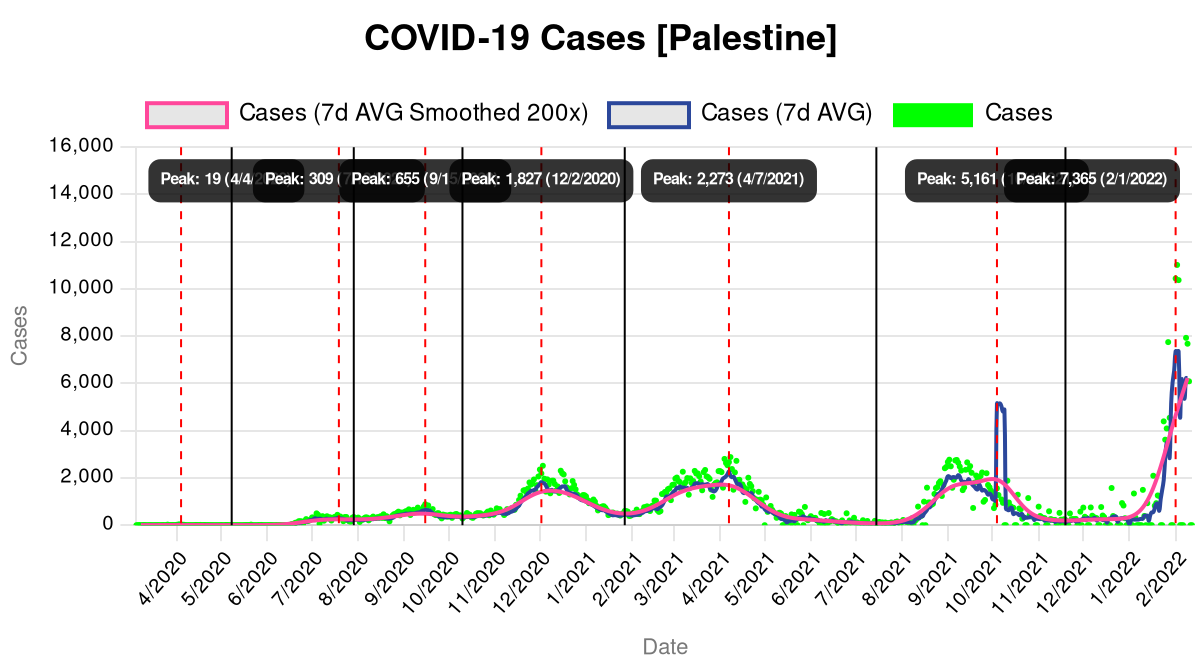 COVID-19 Cases [Palestine]
Cases (7d AVG Smoothed 200x) Cases (7d AVG) Cases
16,000
Peak: 19 (4/4/ Peak: 309 ( Peak: 655 (9/1 Peak: 1,827 (12/2/2020) Peak: 2,273 (4/7/2021) Peak: 5,161 ( Peak: 7,365 (2/1/2022)
14,000
12,000
10,000
8,000
6,000
4,000
2,000
0
Cases
4/2020 5/2020 6/2020 7/2020 8/2020 9/2020 10/2020 11/2020 12/2020 1/2021 2/2021 3/2021 4/2021 5/2021 6/2021 7/2021 8/2021 9/2021 10/2021 11/2021 12/2021 1/2022 2/2022
Date